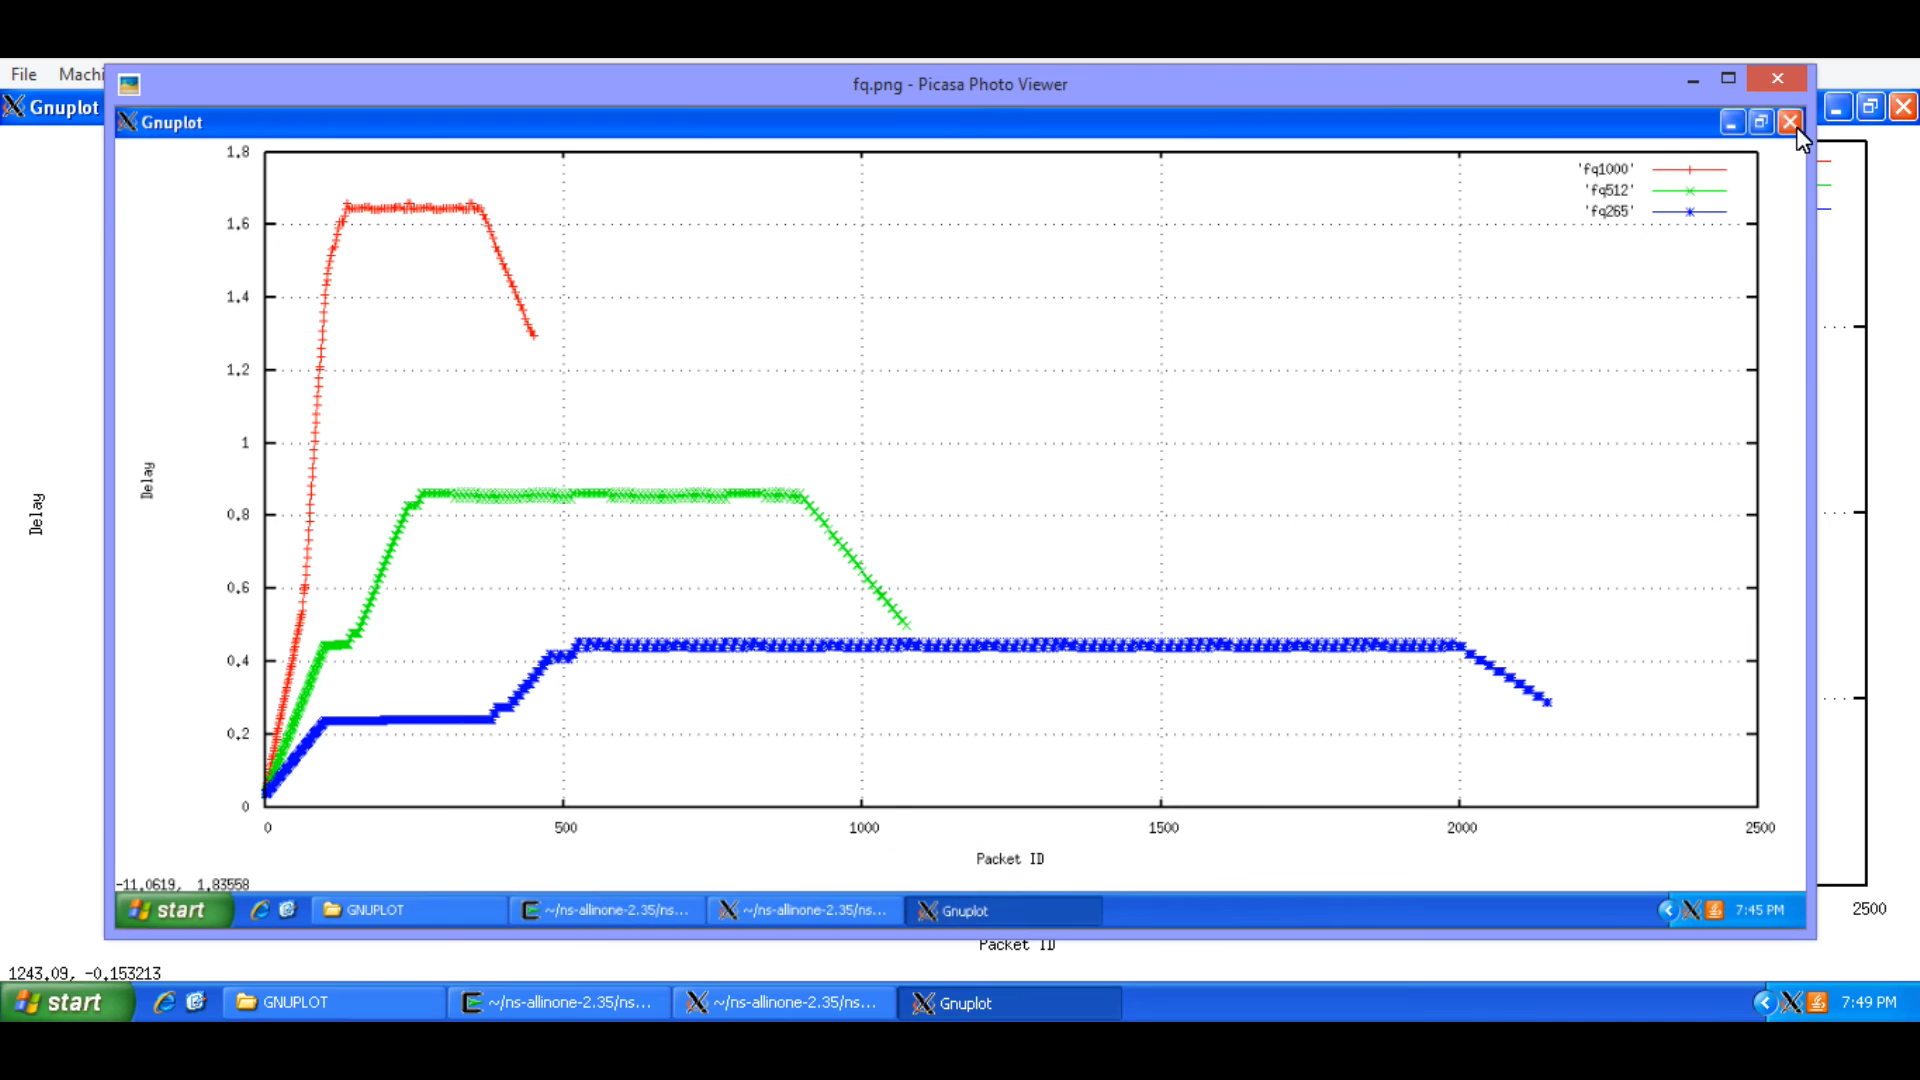 File Machi
fq.png - Picasa Photo Viewer
Gnuplot
Gnuplot
1.8
1.6
1.4
1.2
1
0.8
0.6
0.4
0.2
0
Delay
Delay
'fq1000'
'fq512'
'fq265'
0 500 1000 1500 2000 2500
Packet ID
-11.0619, 1.83558
start GNUPLOT ~/ns-allinone-2.35/ns... ~/ns-allinone-2.35/ns... Gnuplot 7:45 PM
2500
Packet ID
1243.09, -0.153213
start GNUPLOT ~/ns-allinone-2.35/ns... ~/ns-allinone-2.35/ns... Gnuplot 7:49 PM